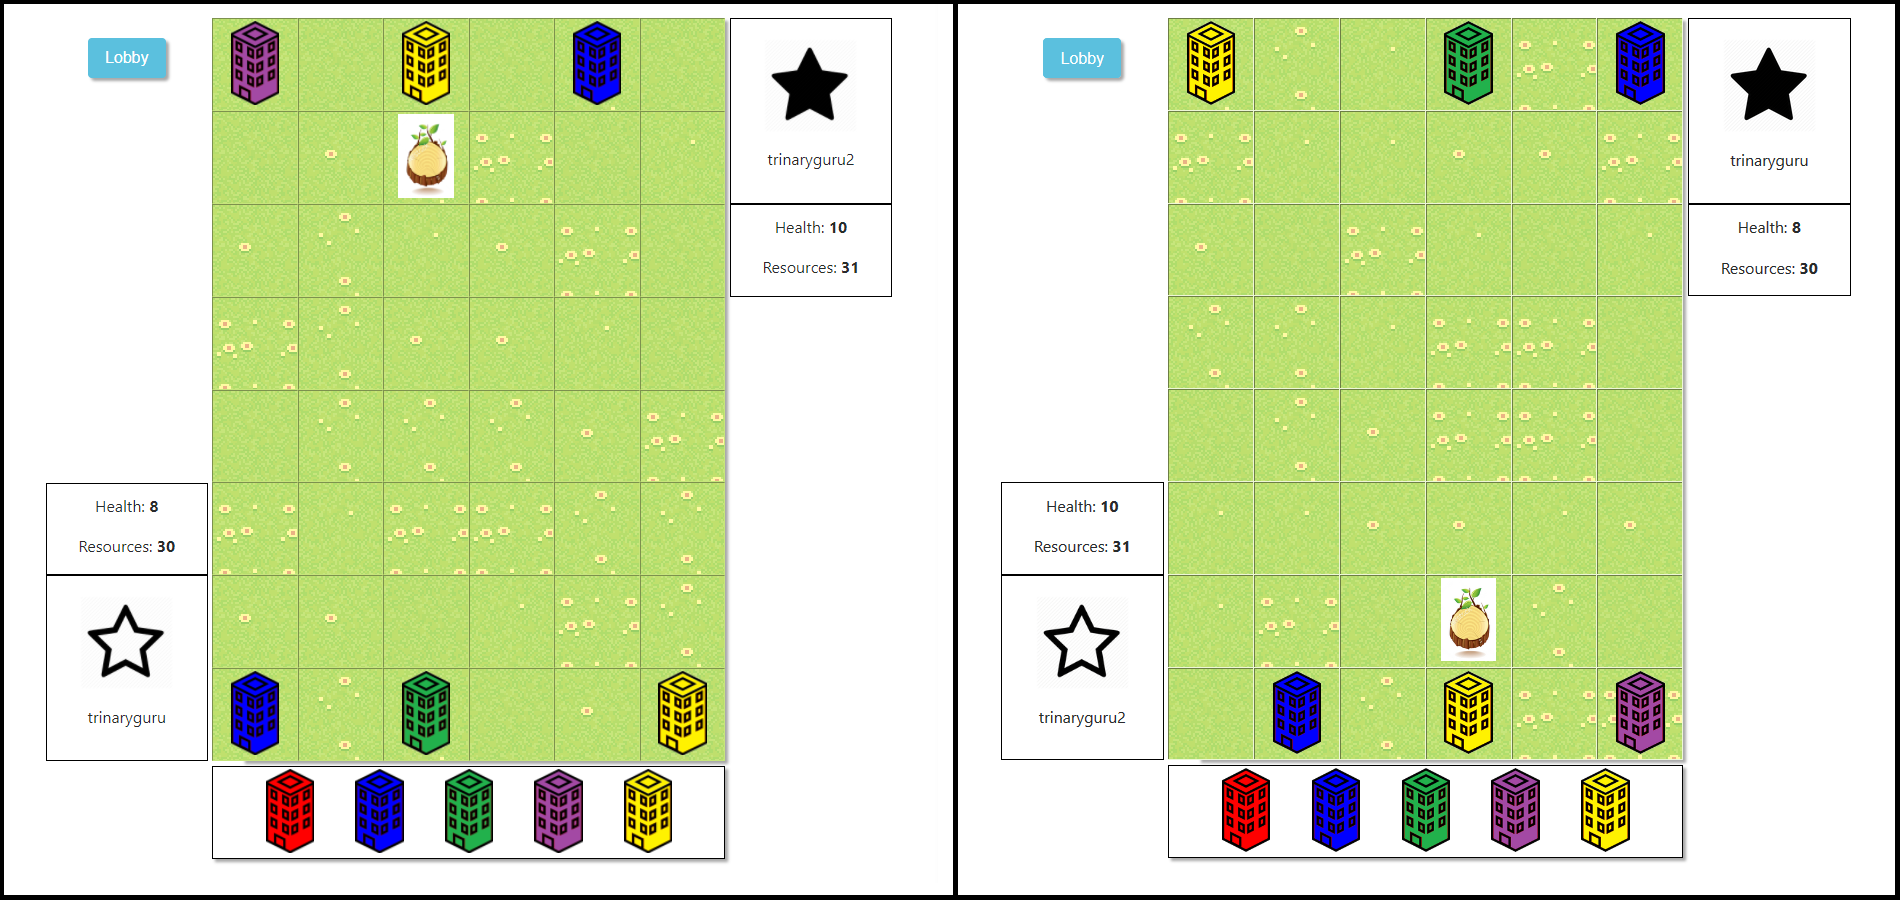 Lobby
trinaryguru2
Health: 10
Resources: 31
Health: 8
Resources: 30
trinaryguru
Lobby
trinaryguru
Health: 8
Resources: 30
Health: 10
Resources: 31
trinaryguru2